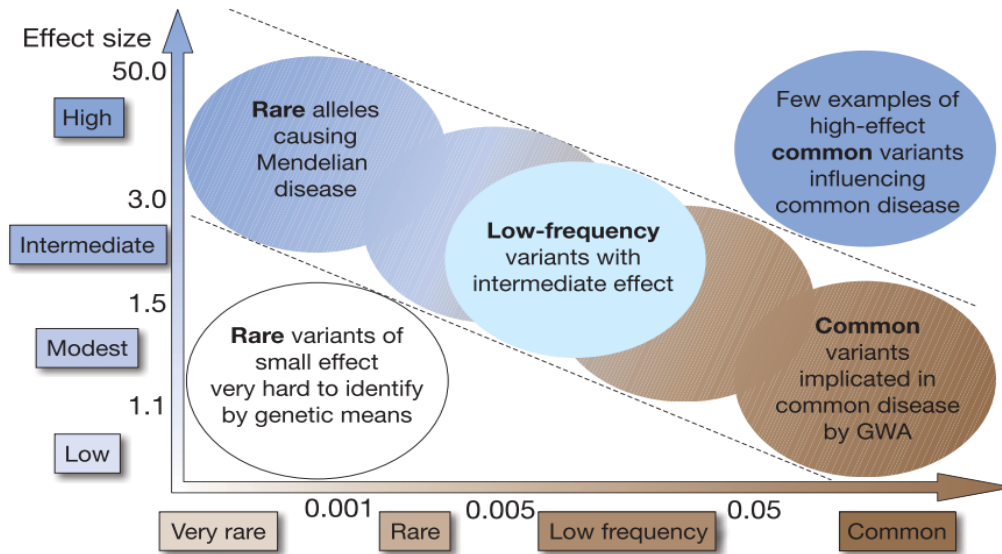 Effect size
50.0
High
3.0
Intermediate
1.5
Modest
1.1
Low
Rare alleles
causing
Mendelian
disease
Few examples of
high-effect
common variants
influencing
common disease
Low-frequency
variants with
intermediate effect
Rare variants of
small effect
very hard to identify
by genetic means
Common
variants
implicated in
common disease
by GWA
0.001
0.005
0.05
Very rare
Rare
Low frequency
Common